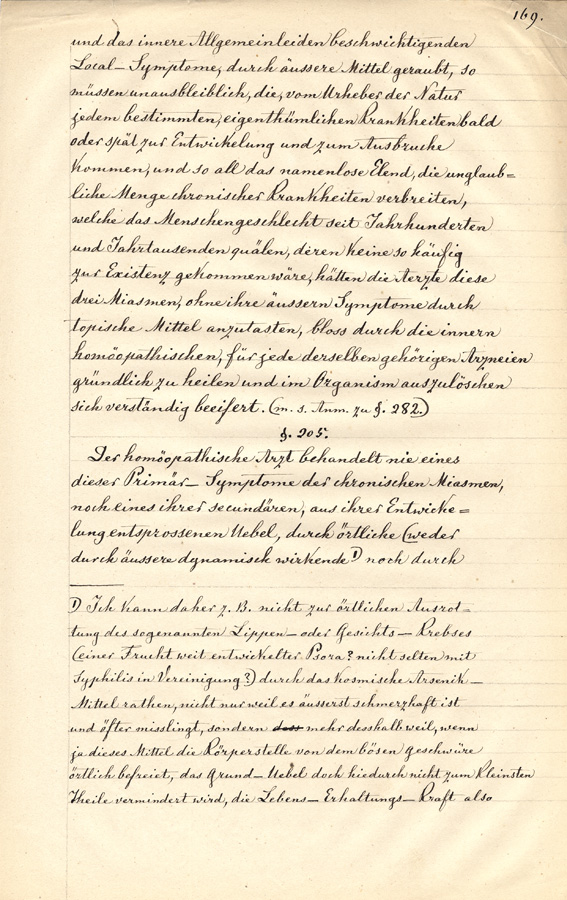 169.
und das innere Allgemeinleiden beschwichtigenden
Local – Symptome, durch äussere Mittel geraubt, so
müssen unausbleiblich, die, vom Urheber der Natur
jedem bestimmten, eigenthümlichen Krankheiten bald
oder spät zur Entwickelung und zum Ausbruche
kommen, und so all das namenlose Elend, die unglaub=
liche Menge chronischer Krankheiten verbreiten,
welche das Menschengeschlecht seit Jahrhunderten
und Jahrtausenden quälen, deren keine so häufig
zur Existenz gekommen wäre, hätten die Aerzte diese
drei Miasmen, ohne ihre äussern Symptome durch
topische Mittel anzutasten, bloss durch die innern
homöopathischen, für jede derselben gehörigen Arzneien
gründlich zu heilen und im Organism auszulöschen
sich verständig beeifert. (m. s. Anm. zu §. 282.)
§. 205.
Der homöopathische Arzt behandelt nie eines
dieser Primär – Symptome der chronischen Miasmen,
noch eines ihrer secundären, aus ihrer Entwicke=
lung entsprossenen Uebel, durch örtliche (weder
durch äussere dynamisch wirkende 1) noch durch
1) Ich kann daher z. B. nicht zur örtlichen Ausrot=
tung des sogenannten Lippen – oder Gesichts – Krebses
(einer Frucht weit entwickelter Psora? nicht selten mit
Syphilis in Vereinigung?) durch das kosmische Arsenik –
Mittel rathen, nicht nur weil es äusserst schmerzhaft ist
und öfter misslingt, sondern mehr desshalb weil, wenn
ja dieses Mittel die Körperstelle von dem bösen Geschwüre
örtlich befreiet, das Grund – Uebel doch hiedurch nicht zum kleinsten
Theile vermindert wird, die Lebens – Erhaltungs – Kraft also